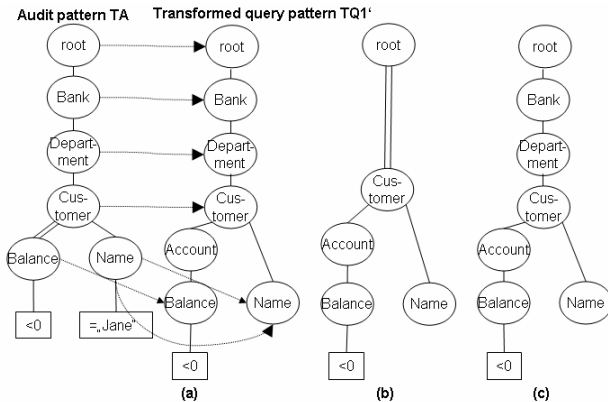 Audit pattern TA
Transformed query pattern TQ1‘
root
root
root
root
Bank
Bank
Bank
Depart-
ment
Depart-
ment
Depart-
ment
Cus-
tomer
Cus-
tomer
Cus-
tomer
Cus-
tomer
Balance
Name
Account
Account
Account
Balance
Name
Balance
Name
Balance
Name
<0
=„Jane”
<0
<0
<0
(a)
(b)
(c)